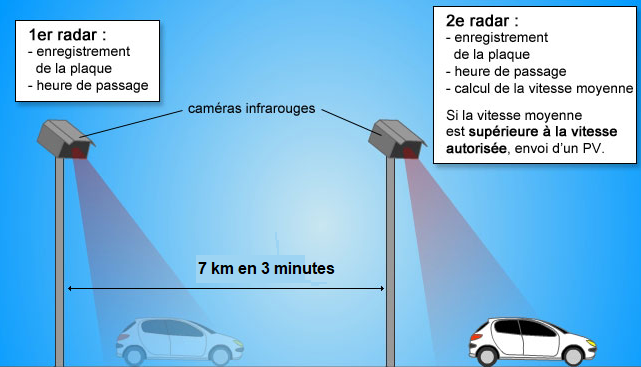 1er radar :
- enregistrement
de la plaque
- heure de passage
2e radar :
- enregistrement
de la plaque
- heure de passage
- calcul de la vitesse moyenne
Si la vitesse moyenne
est supérieure à la vitesse
autorisée, envoi d'un PV.
caméras infrarouges
7 km en 3 minutes